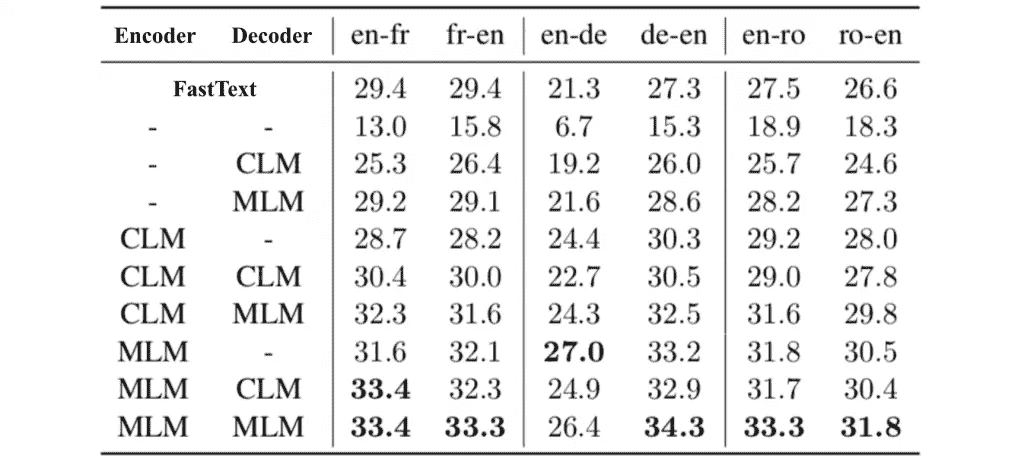 Encoder Decoder en-fr fr-en en-de de-en en-ro ro-en
FastText 29.4 29.4 21.3 27.3 27.5 26.6
- - 13.0 15.8 6.7 15.3 18.9 18.3
- CLM 25.3 26.4 19.2 26.0 25.7 24.6
- MLM 29.2 29.1 21.6 28.6 28.2 27.3
CLM - 28.7 28.2 24.4 30.3 29.2 28.0
CLM CLM 30.4 30.0 22.7 30.5 29.0 27.8
CLM MLM 32.3 31.6 24.3 32.5 31.6 29.8
MLM - 31.6 32.1 27.0 33.2 31.8 30.5
MLM CLM 33.4 32.3 24.9 32.9 31.7 30.4
MLM MLM 33.4 33.3 26.4 34.3 33.3 31.8